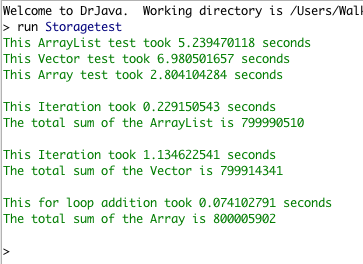 Welcome to DrJava.  Working directory is /Users/Wal
> run Storagetest
This ArrayList test took 5.239470118 seconds
This Vector test took 6.980501657 seconds
This Array test took 2.804104284 seconds
This Iteration took 0.229150543 seconds
The total sum of the ArrayList is 799990510
This Iteration took 1.134622541 seconds
The total sum of the Vector is 799914341
This for loop addition took 0.074102791 seconds
The total sum of the Array is 800005902
>